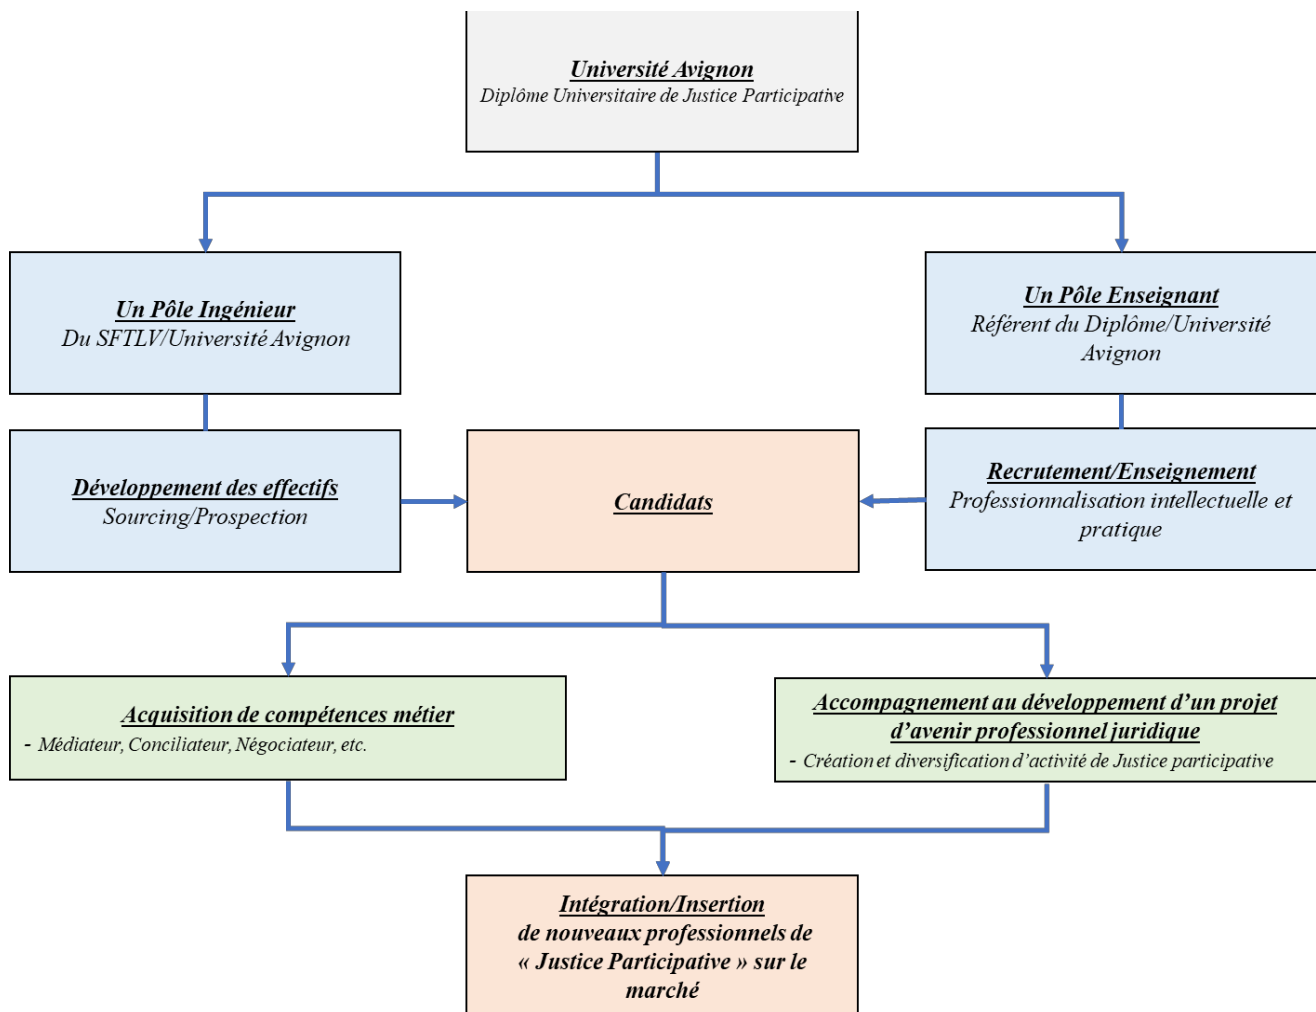 Université Avignon
Diplôme Universitaire de Justice Participative
Un Pôle Ingénieur
Du SFTLV/Université Avignon
Un Pôle Enseignant
Référent du Diplôme/Université
Avignon
Développement des effectifs
Sourcing/Prospection
Candidats
Recrutement/Enseignement
Professionnalisation intellectuelle et
pratique
Acquisition de compétences métier
- Médiateur, Conciliateur, Négociateur, etc.
Accompagnement au développement d’un projet
d’avenir professionnel juridique
- Création et diversification d’activité de Justice participative
Intégration/Insertion
de nouveaux professionnels de
« Justice Participative » sur le
marché